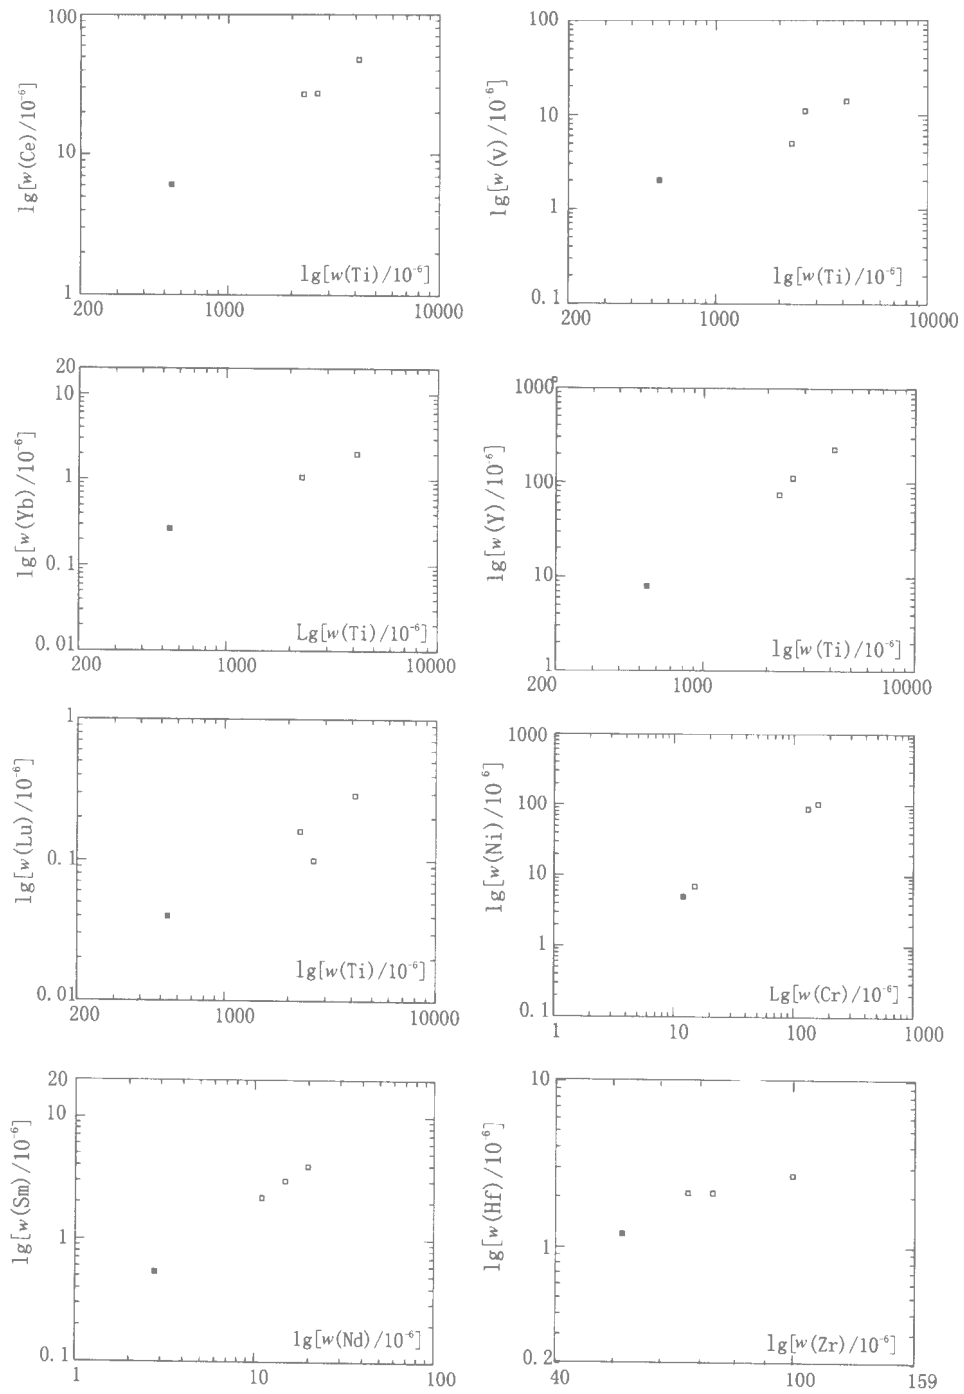 100
10
1
lg[w(Ce)/10⁻⁶]
lg[w(Ti)/10⁻⁶]
200 1000 10000
100
10
1
0.1
lg[w(V)/10⁻⁶]
lg[w(Ti)/10⁻⁶]
200 1000 10000
20
10
1
0.1
0.01
lg[w(Yb)/10⁻⁶]
Lg[w(Ti)/10⁻⁶]
200 1000 10000
1000
100
10
1
lg[w(Y)/10⁻⁶]
lg[w(Ti)/10⁻⁶]
200 1000 10000
1
0.1
0.01
lg[w(Lu)/10⁻⁶]
lg[w(Ti)/10⁻⁶]
200 1000 10000
1000
100
10
1
0.1
lg[w(Ni)/10⁻⁶]
Lg[w(Cr)/10⁻⁶]
1 10 100 1000
20
10
1
0.1
lg[w(Sm)/10⁻⁶]
lg[w(Nd)/10⁻⁶]
1 10 100
10
1
0.2
lg[w(Hf)/10⁻⁶]
lg[w(Zr)/10⁻⁶]
40 100 159